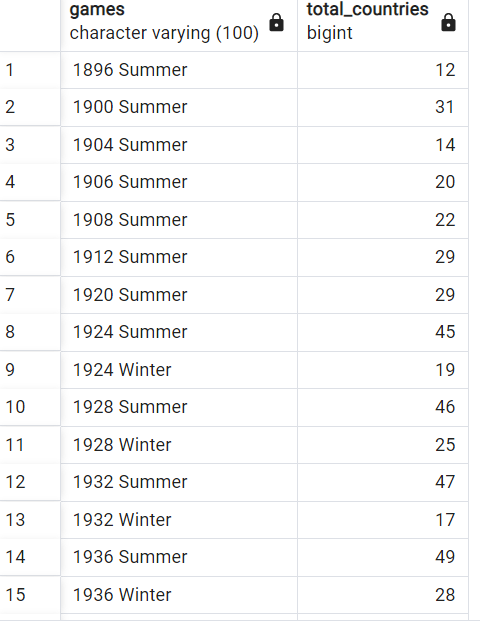 games total_countries
character varying (100) bigint
1 1896 Summer 12
2 1900 Summer 31
3 1904 Summer 14
4 1906 Summer 20
5 1908 Summer 22
6 1912 Summer 29
7 1920 Summer 29
8 1924 Summer 45
9 1924 Winter 19
10 1928 Summer 46
11 1928 Winter 25
12 1932 Summer 47
13 1932 Winter 17
14 1936 Summer 49
15 1936 Winter 28